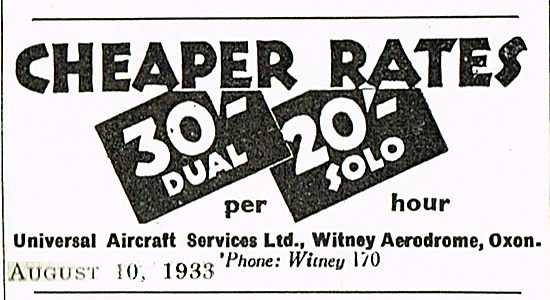 CHEAPER RATES
30/- DUAL
20/- SOLO
per hour
Universal Aircraft Services Ltd., Witney Aerodrome, Oxon.
'Phone: Witney 170
AUGUST 10, 1933